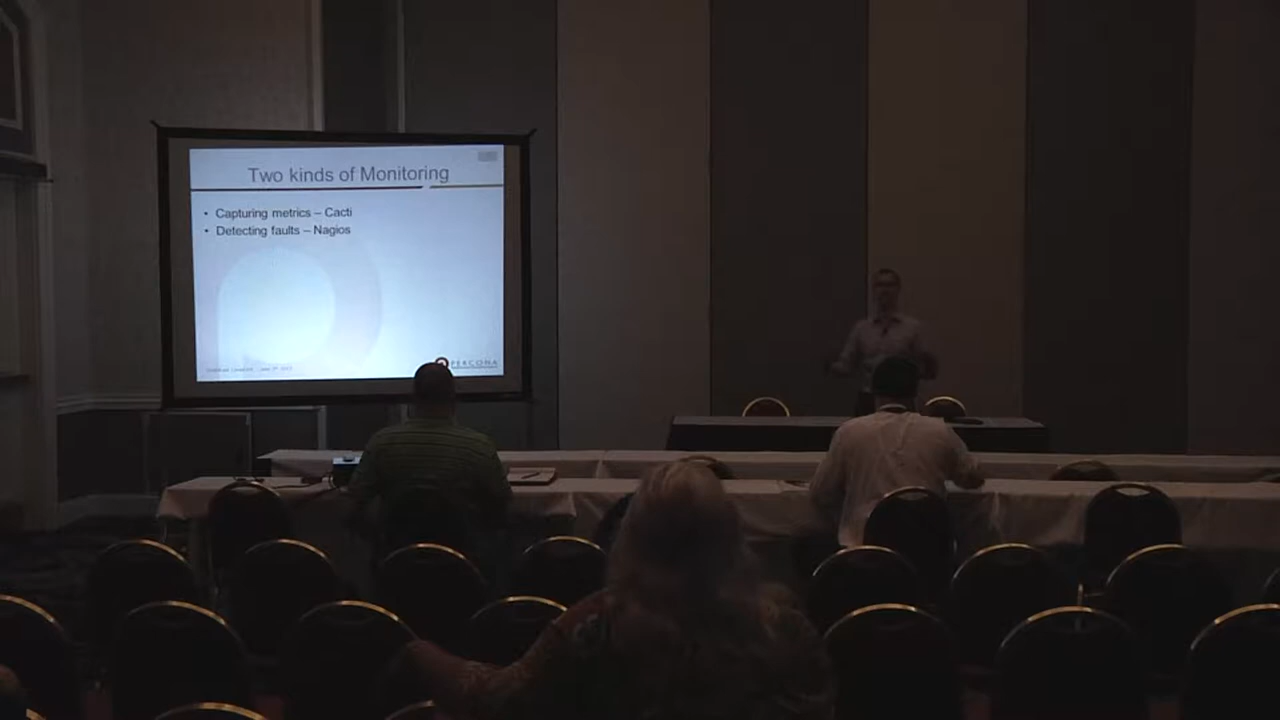 Two kinds of Monitoring
• Capturing metrics – Cacti
• Detecting faults – Nagios
PERCONA